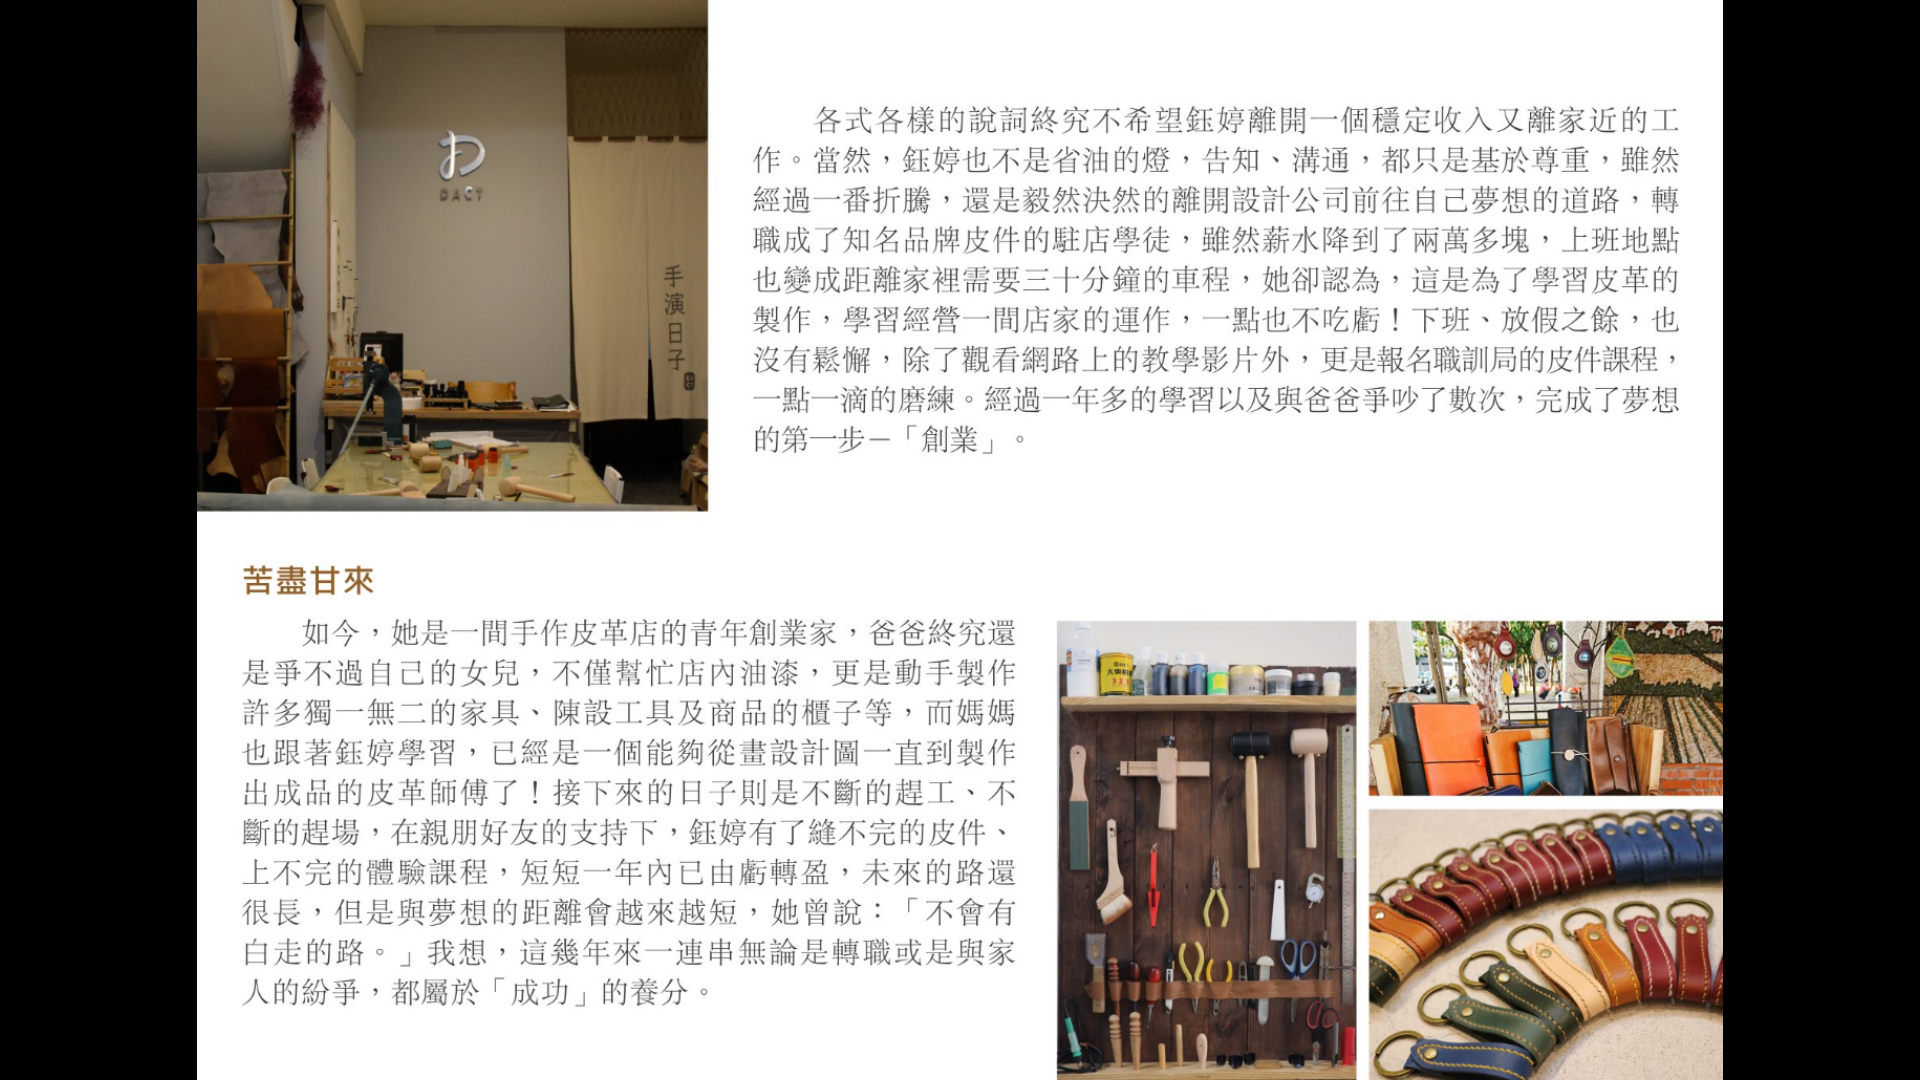 DACT
手演日子
各式各樣的說詞終究不希望鈺婷離開一個穩定收入又離家近的工
作。當然，鈺婷也不是省油的燈，告知、溝通，都只是基於尊重，雖然
經過一番折騰，還是毅然決然的離開設計公司前往自己夢想的道路，轉
職成了知名品牌皮件的駐店學徒，雖然薪水降到了兩萬多塊，上班地點
也變成距離家裡需要三十分鐘的車程，她卻認為，這是為了學習皮革的
製作，學習經營一間店家的運作，一點也不吃虧！下班、放假之餘，也
沒有鬆懈，除了觀看網路上的教學影片外，更是報名職訓局的皮件課程，
一點一滴的磨練。經過一年多的學習以及與爸爸爭吵了數次，完成了夢想
的第一步–「創業」。
苦盡甘來
如今，她是一間手作皮革店的青年創業家，爸爸終究還
是爭不過自己的女兒，不僅幫忙店內油漆，更是動手製作
許多獨一無二的家具、陳設工具及商品的櫃子等，而媽媽
也跟著鈺婷學習，已經是一個能夠從畫設計圖一直到製作
出成品的皮革師傅了！接下來的日子則是不斷的趕工、不
斷的趕場，在親朋好友的支持下，鈺婷有了縫不完的皮件、
上不完的體驗課程，短短一年內已由虧轉盈，未來的路還
很長，但是與夢想的距離會越來越短，她曾說：「不會有
白走的路。」我想，這幾年來一連串無論是轉職或是與家
人的紛爭，都屬於「成功」的養分。